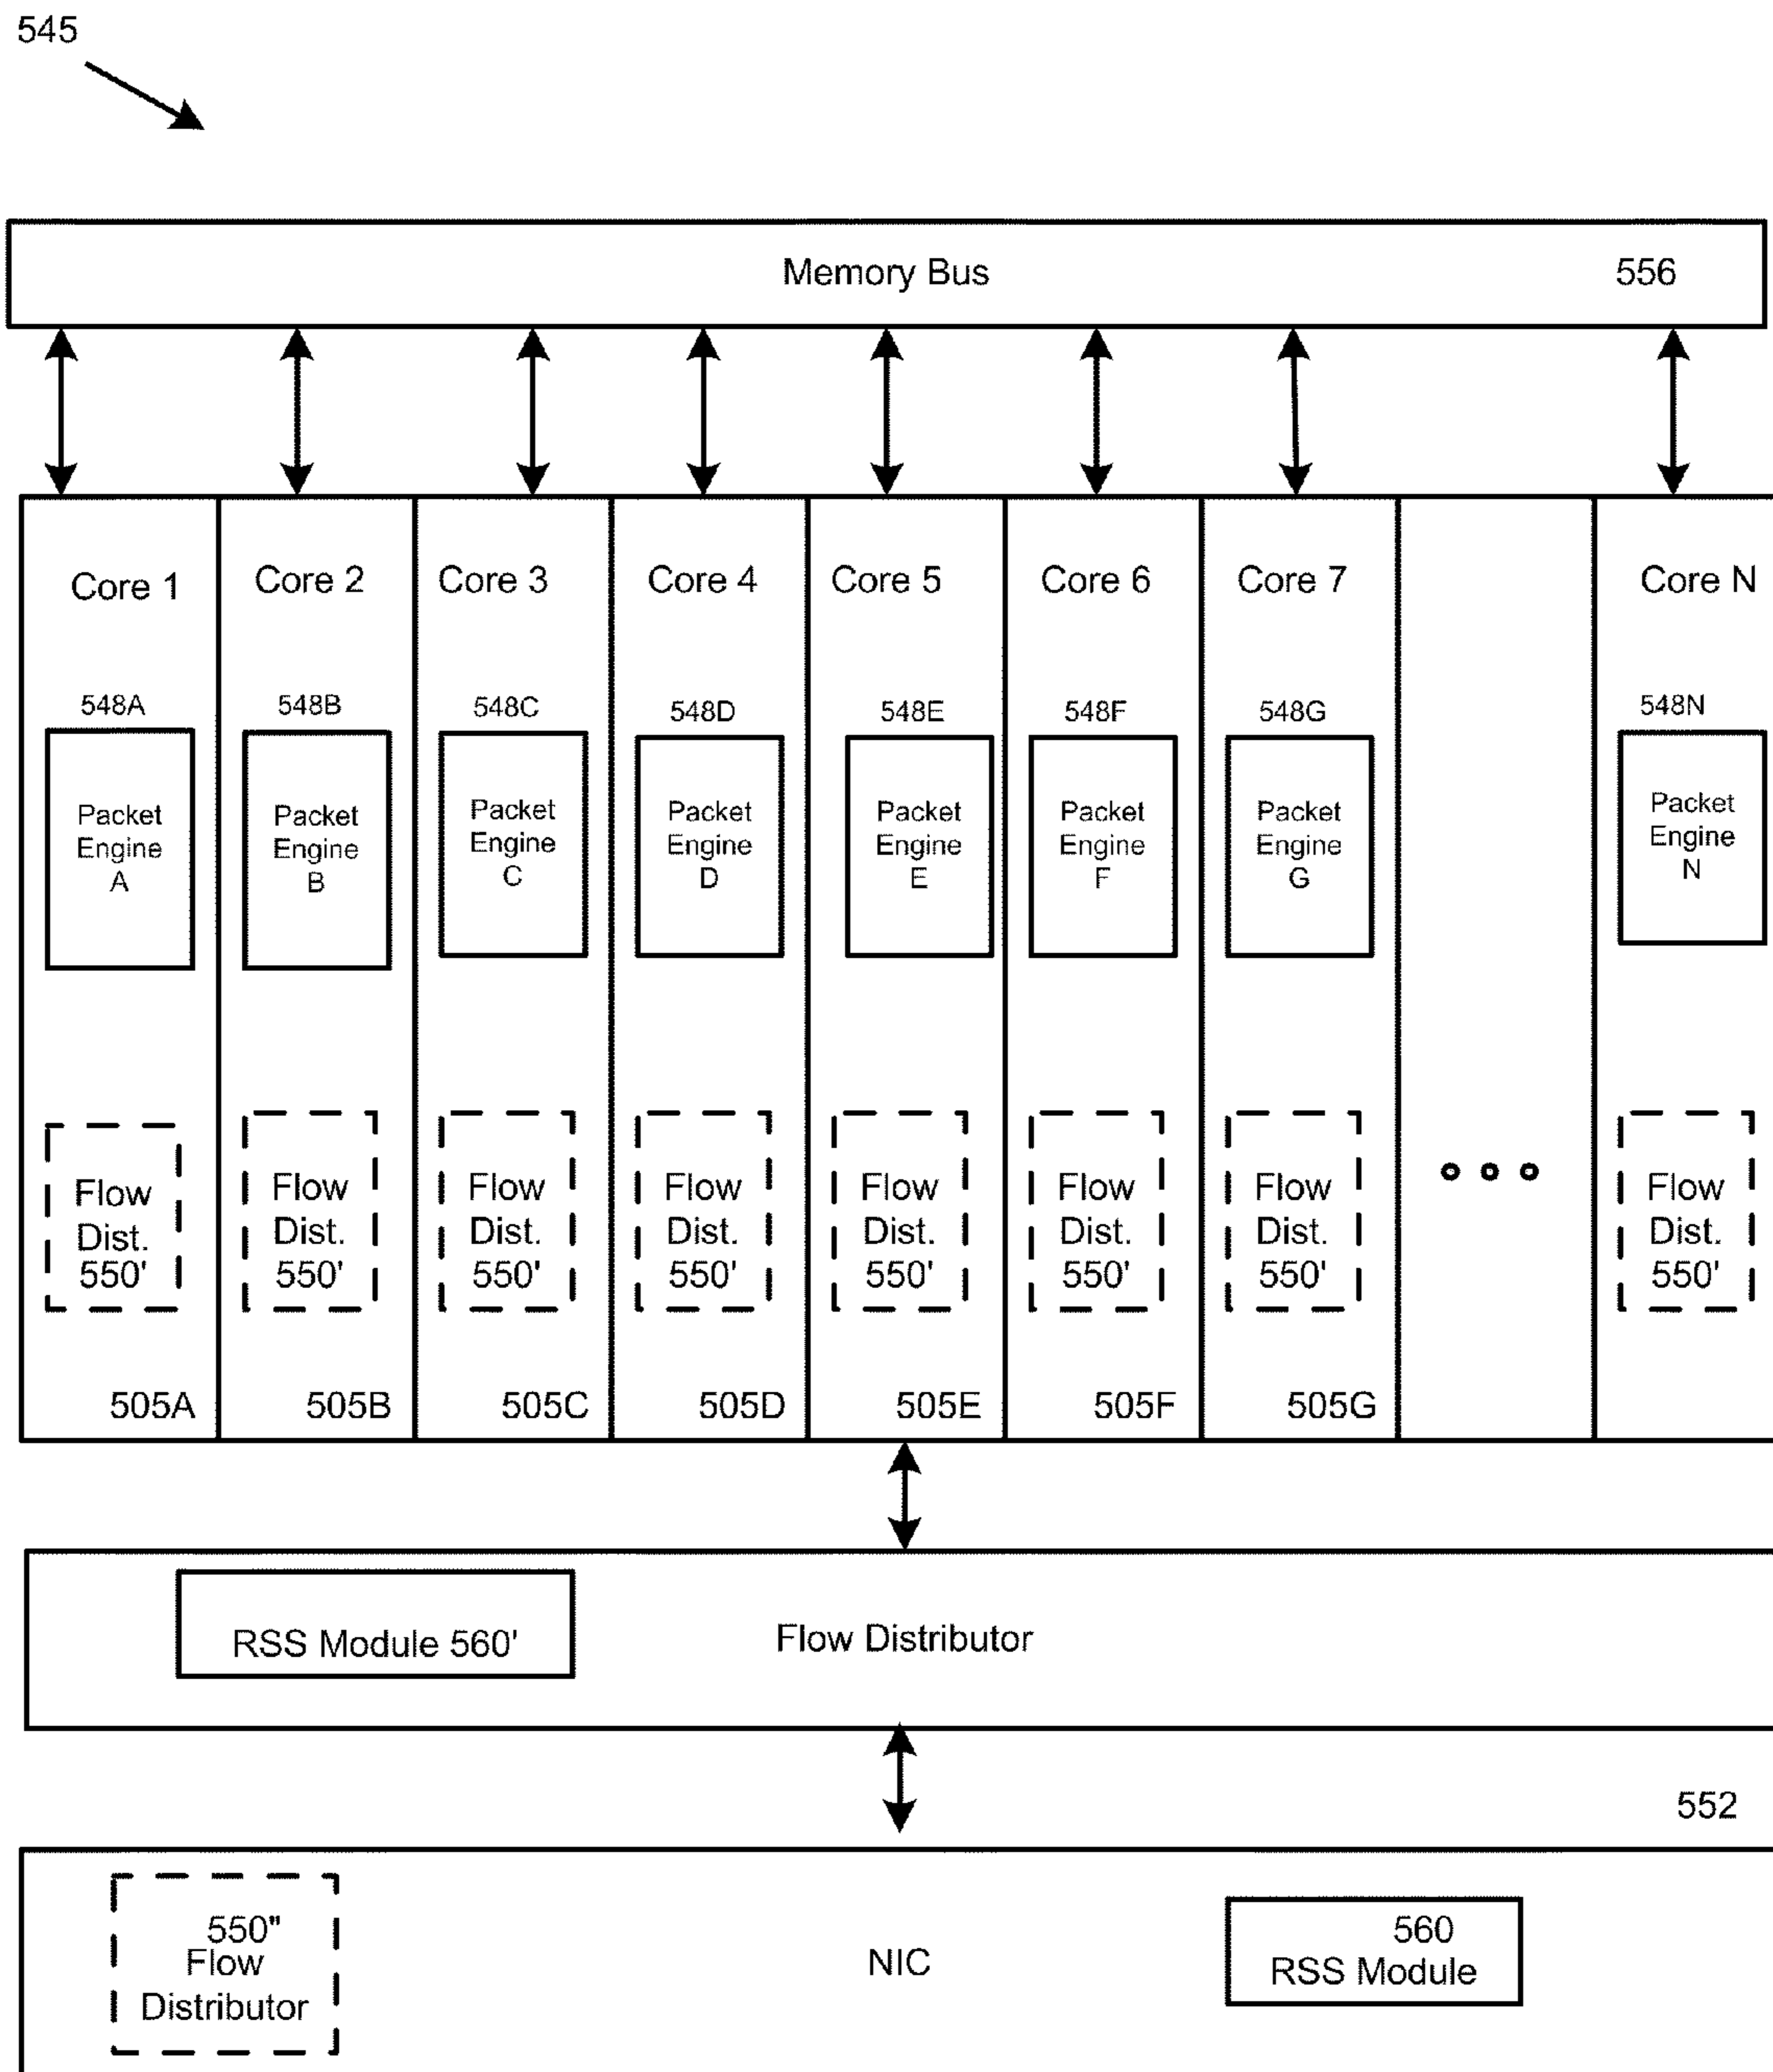 545
Memory Bus 556
Core 1 Core 2 Core 3 Core 4 Core 5 Core 6 Core 7 Core N
548A 548B 548C 548D 548E 548F 548G 548N
Packet
Engine
A
Packet
Engine
B
Packet
Engine
C
Packet
Engine
D
Packet
Engine
E
Packet
Engine
F
Packet
Engine
G
Packet
Engine
N
Flow
Dist.
550'
Flow
Dist.
550'
Flow
Dist.
550'
Flow
Dist.
550'
Flow
Dist.
550'
Flow
Dist.
550'
Flow
Dist.
550'
Flow
Dist.
550'
505A 505B 505C 505D 505E 505F 505G
RSS Module 560' Flow Distributor
552
550"
Flow
Distributor
NIC
560
RSS Module